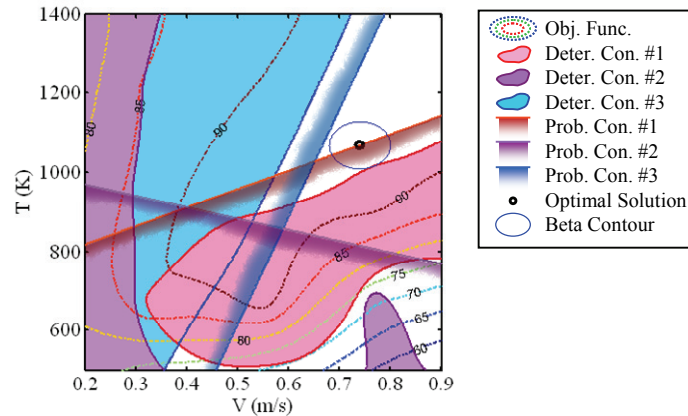 1400
1200
1000
800
600
T (K)
0.2 0.3 0.4 0.5 0.6 0.7 0.8 0.9
V (m/s)
80
85
90
90
85
80
75
70
65
60
Obj. Func.
Deter. Con. #1
Deter. Con. #2
Deter. Con. #3
Prob. Con. #1
Prob. Con. #2
Prob. Con. #3
Optimal Solution
Beta Contour